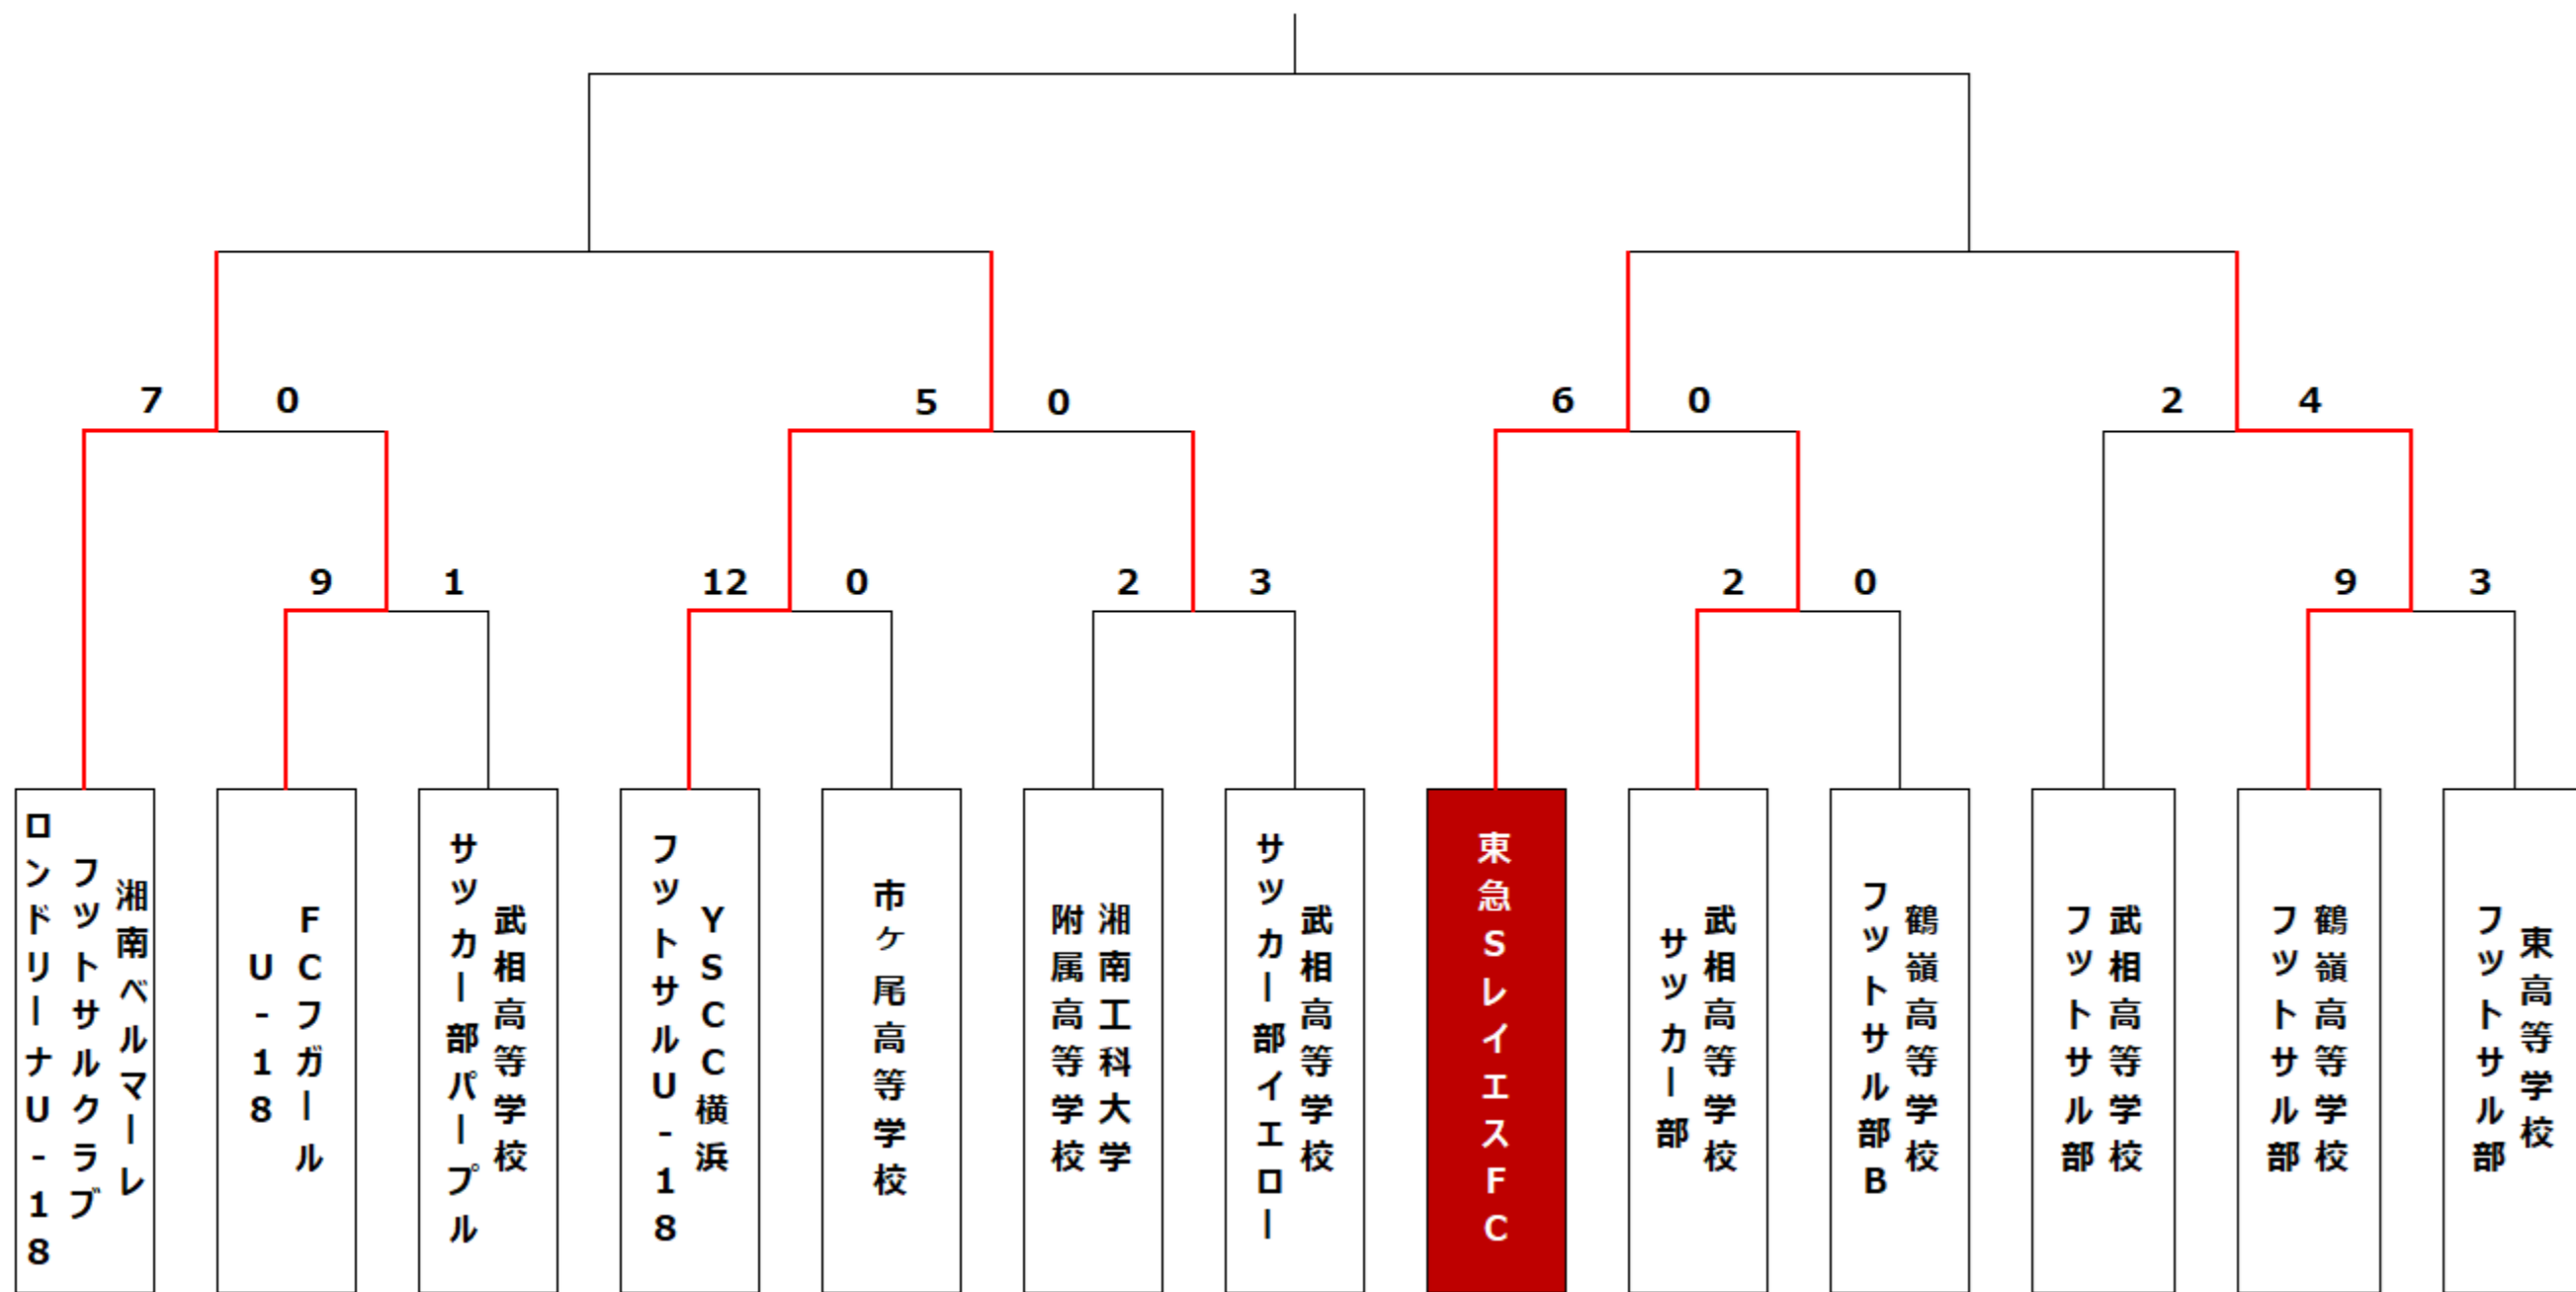 7 0
5 0
6 0
2 4
9 1
12 0
2 3
2 0
9 3
湘南ベルマーレ
フットサルクラブ
ロンドリーナU-18
FCフガール
U-18
武相高等学校
サッカー部パープル
YSCC横浜
フットサルU-18
市ヶ尾高等学校
湘南工科大学
附属高等学校
武相高等学校
サッカー部イエロー
東急SレイエスFC
武相高等学校
サッカー部
鶴嶺高等学校
フットサル部B
武相高等学校
フットサル部
鶴嶺高等学校
フットサル部
東高等学校
フットサル部